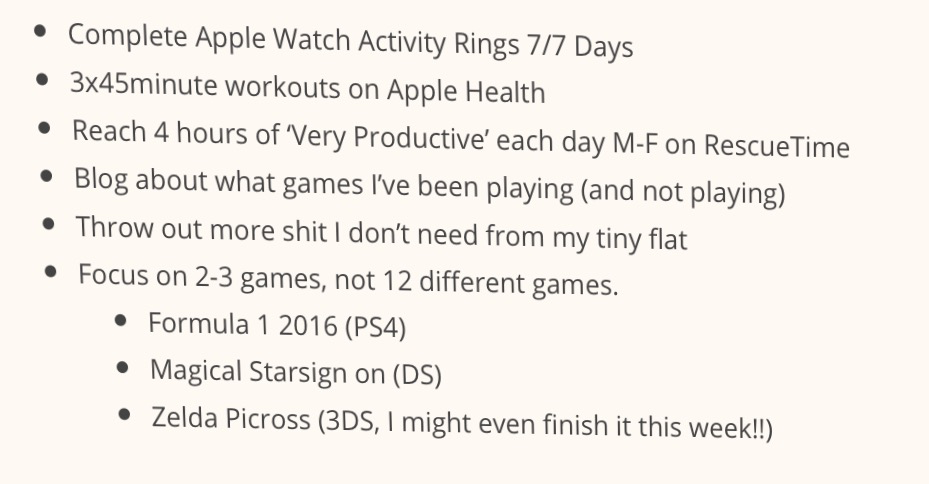 • Complete Apple Watch Activity Rings 7/7 Days
• 3x45minute workouts on Apple Health
• Reach 4 hours of ‘Very Productive’ each day M-F on RescueTime
• Blog about what games I’ve been playing (and not playing)
• Throw out more shit I don’t need from my tiny flat
• Focus on 2-3 games, not 12 different games.
• Formula 1 2016 (PS4)
• Magical Starsign on (DS)
• Zelda Picross (3DS, I might even finish it this week!!)